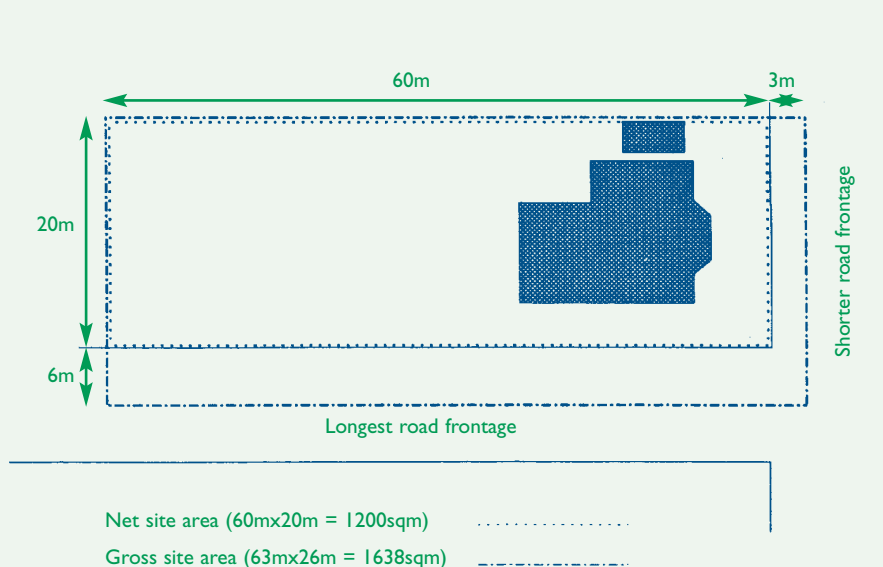 60m
3m
20m
Shorter road frontage
6m
Longest road frontage
Net site area (60mx20m = 1200sqm)
Gross site area (63mx26m = 1638sqm)